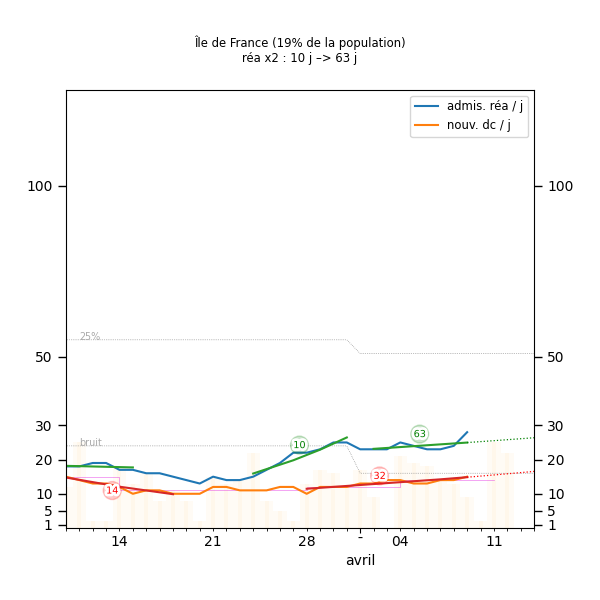 Île de France (19% de la population)
réa x2 : 10 j –> 63 j
admis. réa / j
nouv. dc / j
100 100
25%
50 50
30 30
63
10
bruit
20 20
32
14
10 10
5 5
1 1
14 21 28 - 04 11
avril